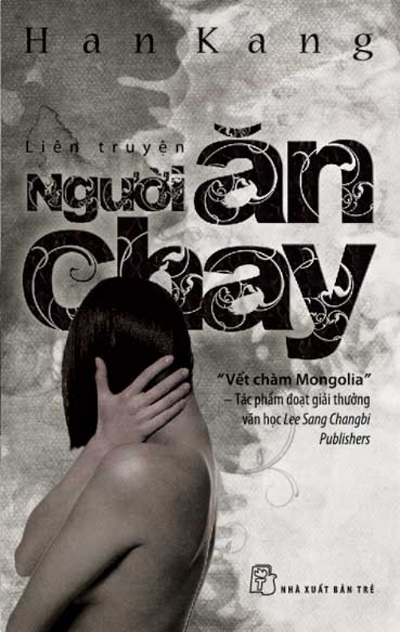 Han Kang
Liên truyện
Người ăn
chay
“Vết chàm Mongolia”
– Tác phẩm đoạt giải thưởng
văn học Lee Sang Changbi
Publishers
NHÀ XUẤT BẢN TRẺ